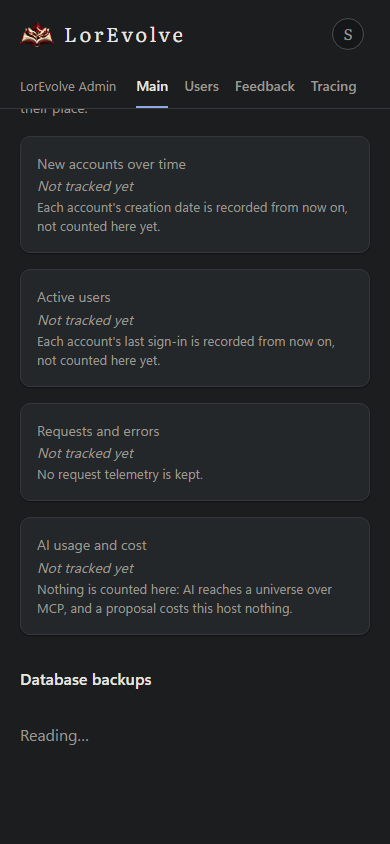 LorEvolve
S
LorEvolve Admin Main Users Feedback Tracing
their place.
New accounts over time
Not tracked yet
Each account's creation date is recorded from now on,
not counted here yet.
Active users
Not tracked yet
Each account's last sign-in is recorded from now on,
not counted here yet.
Requests and errors
Not tracked yet
No request telemetry is kept.
AI usage and cost
Not tracked yet
Nothing is counted here: AI reaches a universe over
MCP, and a proposal costs this host nothing.
Database backups
Reading...